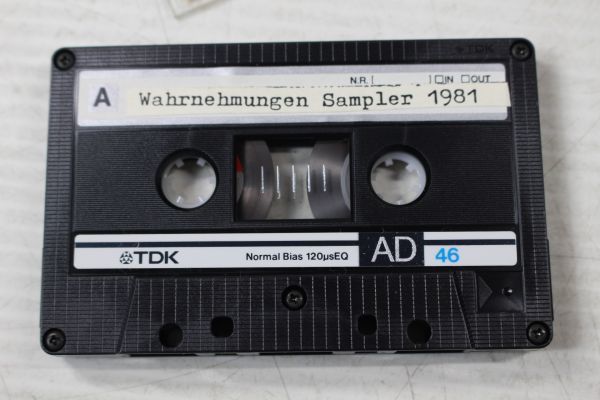 TDK
N.R. [ ] IN OUT
A Wahrnehmungen Sampler 1981
TDK Normal Bias 120µsEQ AD 46